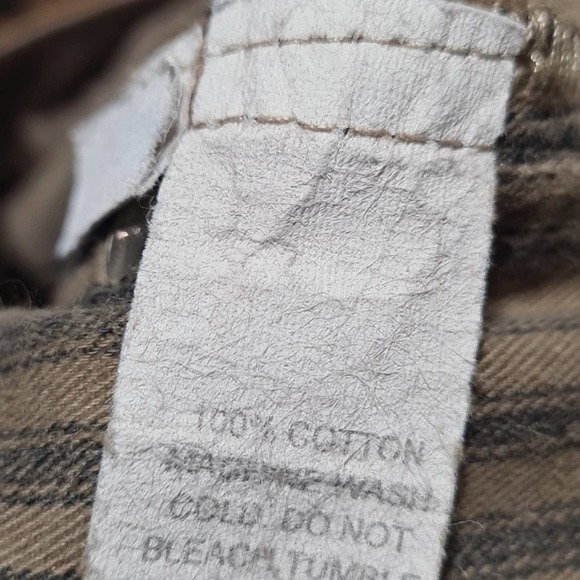 100% COTTON
MACHINE WASH
COLD. DO NOT
BLEACH, TUMBLE